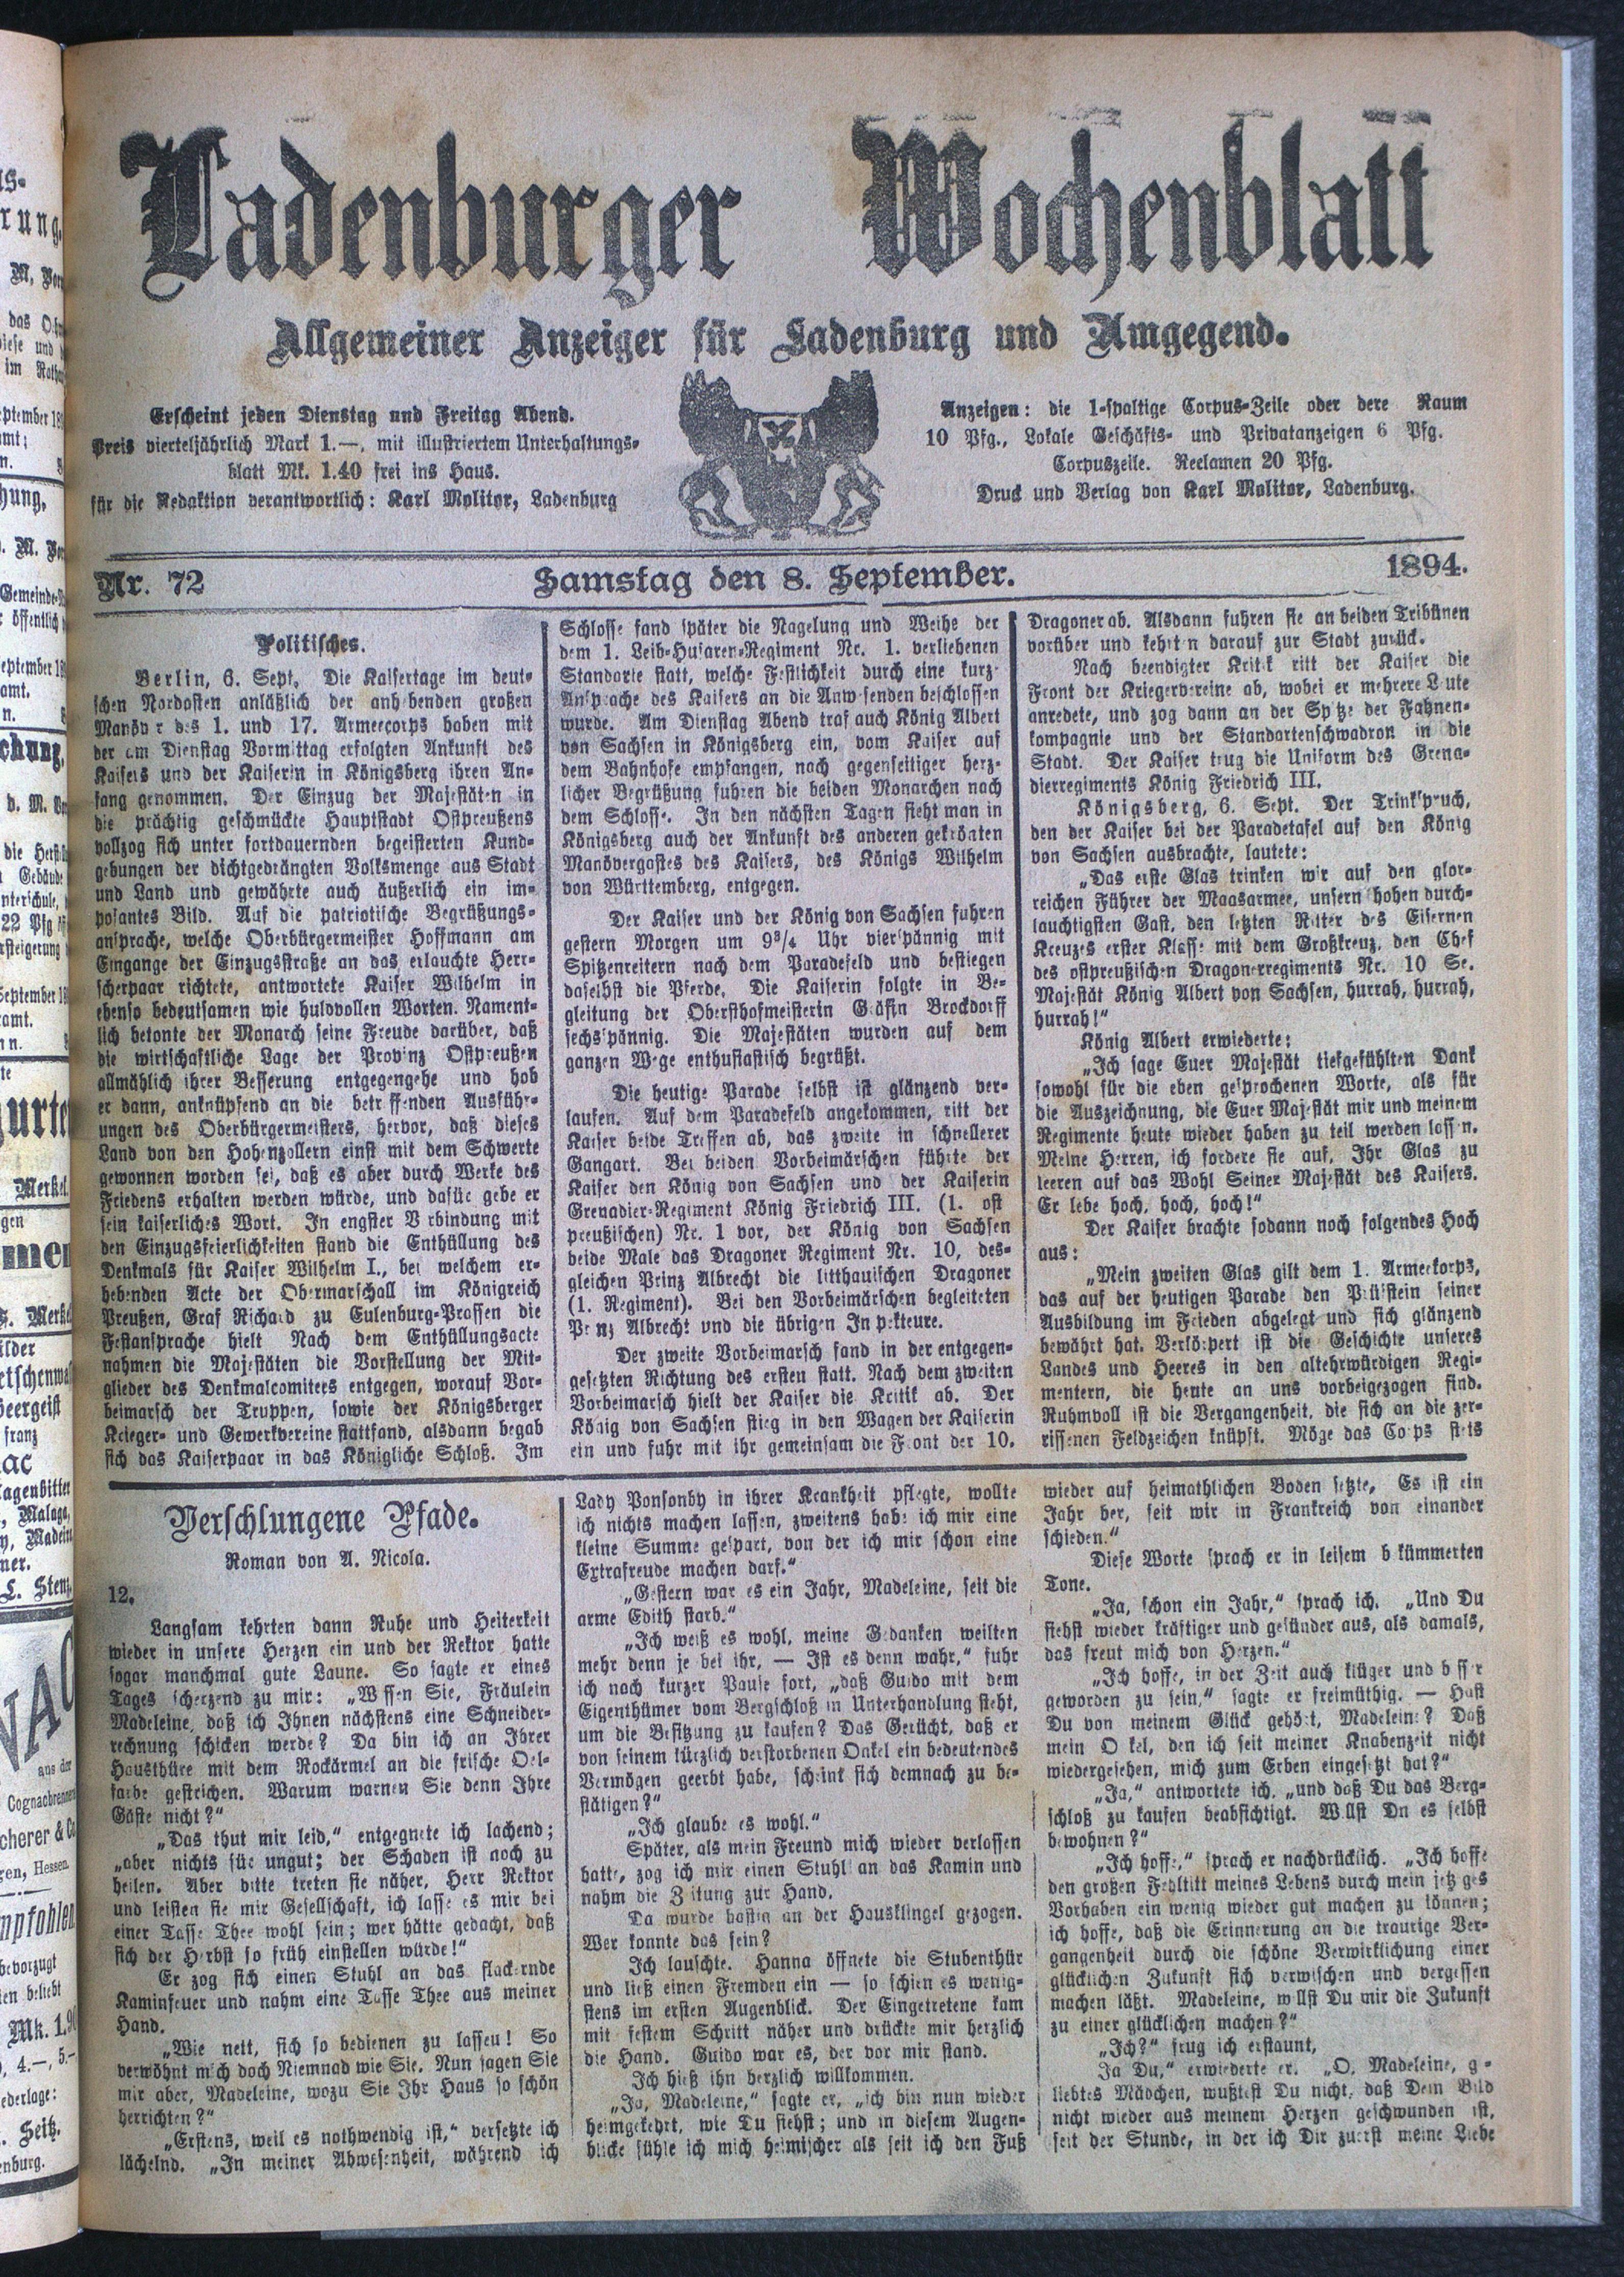 Ladenburger Wochenblatt
Allgemeiner Anzeiger für Ladenburg und Umgegend.
Erscheint jeden Dienstag und Freitag Abend.
Preis vierteljährlich Mark 1.—, mit illustriertem Unterhaltungs-
blatt Mk. 1.40 frei ins Haus.
für die Redaktion verantwortlich: Karl Molitor, Ladenburg
Anzeigen: die 1-spaltige Corpus-Zeile oder dere Raum
10 Pfg., Lokale Geschäfts- und Privatanzeigen 6 Pfg.
Corpuszeile. Reclamen 20 Pfg.
Druck und Verlag von Karl Molitor, Ladenburg.
Nr. 72
Samstag den 8. September.
1894.
Politisches.
Berlin, 6. Sept. Die Kaisertage im deut-
schen Nordosten anläßlich der anhebenden großen
Manöver des 1. und 17. Armeecorps haben mit
der am Dienstag Vormittag erfolgten Ankunft des
Kaisers und der Kaiserin in Königsberg ihren An-
fang genommen. Der Einzug der Majestäten in
die prächtig geschmückte Hauptstadt Ostpreußens
vollzog sich unter fortdauernden begeisterten Kund-
gebungen der dichtgedrängten Volksmenge aus Stadt
und Land und gewährte auch äußerlich ein im-
posantes Bild. Auf die patriotische Begrüßungs-
ansprache, welche Oberbürgermeister Hoffmann am
Eingange der Einzugsstraße an das erlauchte Herr-
scherpaar richtete, antwortete Kaiser Wilhelm in
ebenso bedeutsamen wie huldvollen Worten. Nament-
lich betonte der Monarch seine Freude darüber, daß
die wirtschaftliche Lage der Provinz Ostpreußen
allmählich ihrer Besserung entgegengehe und hob
er dann, anknüpfend an die betreffenden Ausführ-
ungen des Oberbürgermeisters, hervor, daß dieses
Land von den Hohenzollern einst mit dem Schwerte
gewonnen worden sei, daß es aber durch Werke des
Friedens erhalten werden würde, und dafür gebe er
sein kaiserliches Wort. In engster Verbindung mit
den Einzugsfeierlichkeiten stand die Enthüllung des
Denkmals für Kaiser Wilhelm I., bei welchem er-
hebenden Acte der Obermarschall im Königreich
Preußen, Graf Richard zu Eulenburg-Prassen die
Festansprache hielt Nach dem Enthüllungsacte
nahmen die Majestäten die Vorstellung der Mit-
glieder des Denkmalcomitees entgegen, worauf Vor-
beimarsch der Truppen, sowie der Königsberger
Krieger- und Gewerkvereine stattfand, alsdann begab
sich das Kaiserpaar in das Königliche Schloß. Im
Schlosse fand später die Nagelung und Weihe der
dem 1. Leib-Husaren-Regiment Nr. 1. verliehenen
Standarte statt, welche Festlichkeit durch eine kurz-
Ansprache des Kaisers an die Anwesenden beschlossen
wurde. Am Dienstag Abend traf auch König Albert
von Sachsen in Königsberg ein, vom Kaiser auf
dem Bahnhofe empfangen, nach gegenseitiger herz-
licher Begrüßung fuhren die beiden Monarchen nach
dem Schlosse. In den nächsten Tagen sieht man in
Königsberg auch der Ankunft des anderen gekrönten
Manövergastes des Kaisers, des Königs Wilhelm
von Württemberg, entgegen.
Der Kaiser und der König von Sachsen fuhren
gestern Morgen um 9³/₄ Uhr vierspännig mit
Spitzenreitern nach dem Paradefeld und bestiegen
daselbst die Pferde. Die Kaiserin folgte in Be-
gleitung der Obersthofmeisterin Gräfin Brockdorff
sechsspännig. Die Majestäten wurden auf dem
ganzen Wege enthusiastisch begrüßt.
Die heutige Parade selbst ist glänzend ver-
laufen. Auf dem Paradefeld angekommen, ritt der
Kaiser beide Treffen ab, das zweite in schnellerer
Gangart. Bei beiden Vorbeimärschen führte der
Kaiser den König von Sachsen und der Kaiserin
Grenadier-Regiment König Friedrich III. (1. ost
preußischen) Nr. 1 vor, der König von Sachsen
beide Male das Dragoner Regiment Nr. 10, des-
gleichen Prinz Albrecht die litthauischen Dragoner
(1. Regiment). Bei den Vorbeimärschen begleiteten
Prinz Albrecht und die übrigen Inspekteure.
Der zweite Vorbeimarsch fand in der entgegen-
gesetzten Richtung des ersten statt. Nach dem zweiten
Vorbeimarsch hielt der Kaiser die Kritik ab. Der
König von Sachsen stieg in den Wagen der Kaiserin
ein und fuhr mit ihr gemeinsam die Front der 10.
Dragoner ab. Alsdann fuhren sie an beiden Tribünen
vorüber und kehrten darauf zur Stadt zurück.
Nach beendigter Kritik ritt der Kaiser die
Front der Kriegervereine ab, wobei er mehrere Leute
anredete, und zog dann an der Spitze der Fahnen-
kompagnie und der Standartenschwadron in die
Stadt. Der Kaiser trug die Uniform des Grena-
dierregiments König Friedrich III.
Königsberg, 6. Sept. Der Trinkspruch,
den der Kaiser bei der Paradetafel auf den König
von Sachsen ausbrachte, lautete:
„Das erste Glas trinken wir auf den glor-
reichen Führer der Maasarmee, unsern hohen durch-
lauchtigsten Gast, den letzten Ritter des Eisernen
Kreuzes erster Klasse mit dem Großkreuz, den Chef
des ostpreußischen Dragonerregiments Nr. 10 Se.
Majestät König Albert von Sachsen, hurrah, hurrah,
hurrah!"
König Albert erwiederte:
„Ich sage Euer Majestät tiefgefühlten Dank
sowohl für die eben gesprochenen Worte, als für
die Auszeichnung, die Euer Majestät mir und meinem
Regimente heute wieder haben zu teil werden lassen.
Meine Herren, ich fordere sie auf, Ihr Glas zu
leeren auf das Wohl Seiner Majestät des Kaisers.
Er lebe hoch, hoch, hoch!"
Der Kaiser brachte sodann noch folgendes Hoch
aus:
„Mein zweiten Glas gilt dem 1. Armeekorps,
das auf der heutigen Parade den Prüfstein seiner
Ausbildung im Frieden abgelegt und sich glänzend
bewährt hat. Verkörpert ist die Geschichte unseres
Landes und Heeres in den altehrwürdigen Regi-
mentern, die heute an uns vorbeigezogen sind.
Ruhmvoll ist die Vergangenheit, die sich an die zer-
rissenen Feldzeichen knüpft. Möge das Corps stets
Verschlungene Pfade.
Roman von A. Nicola.
12.
Langsam kehrten dann Ruhe und Heiterkeit
wieder in unsere Herzen ein und der Rektor hatte
sogar manchmal gute Laune. So sagte er eines
Tages scherzend zu mir: „Wissen Sie, Fräulein
Madeleine, daß ich Ihnen nächstens eine Schneider-
rechnung schicken werde? Da bin ich an Ihrer
Hausthüre mit dem Rockärmel an die frische Oel-
farbe gestrichen. Warum warnen Sie denn Ihre
Gäste nicht?"
„Das thut mir leid," entgegnete ich lachend;
„aber nichts für ungut; der Schaden ist noch zu
heilen. Aber bitte treten sie näher, Herr Rektor
und leisten sie mir Gesellschaft, ich lasse es mir bei
einer Tasse Thee wohl sein; wer hätte gedacht, daß
sich der Herbst so früh einstellen würde!"
Er zog sich einen Stuhl an das flackernde
Kaminfeuer und nahm eine Tasse Thee aus meiner
Hand.
„Wie nett, sich so bedienen zu lassen! So
verwöhnt mich doch Niemnad wie Sie. Nun sagen Sie
mir aber, Madeleine, wozu Sie Ihr Haus so schön
herrichten?"
„Erstens, weil es nothwendig ist," versetzte ich
lächelnd. „In meiner Abwesenheit, während ich
Lady Ponsonby in ihrer Krankheit pflegte, wollte
ich nichts machen lassen, zweitens habe ich mir eine
kleine Summe gespart, von der ich mir schon eine
Extrafreude machen darf."
„Gestern war es ein Jahr, Madeleine, seit die
arme Edith starb."
„Ich weiß es wohl, meine Gedanken weilten
mehr denn je bei ihr, — Ist es denn wahr," fuhr
ich nach kurzer Pause fort, „daß Guido mit dem
Eigenthümer vom Bergschloß in Unterhandlung steht,
um die Besitzung zu kaufen? Das Gerücht, daß er
von seinem kürzlich verstorbenen Onkel ein bedeutendes
Vermögen geerbt habe, scheint sich demnach zu be-
stätigen?"
„Ich glaube es wohl."
Später, als mein Freund mich wieder verlassen
hatte, zog ich mir einen Stuhl an das Kamin und
nahm die Zeitung zur Hand.
Da wurde hastig an der Hausklingel gezogen.
Wer konnte das sein?
Ich lauschte. Hanna öffnete die Stubenthür
und ließ einen Fremden ein — so schien es wenig-
stens im ersten Augenblick. Der Eingetretene kam
mit festem Schritt näher und drückte mir herzlich
die Hand. Guido war es, der vor mir stand.
Ich hieß ihn herzlich willkommen.
„Ja, Madeleine," sagte er, „ich bin nun wieder
heimgekehrt, wie Du siehst; und in diesem Augen-
blicke fühle ich mich heimischer als seit ich den Fuß
wieder auf heimathlichen Boden setzte. Es ist ein
Jahr her, seit wir in Frankreich von einander
schieden."
Diese Worte sprach er in leisem bekümmerten
Tone.
„Ja, schon ein Jahr," sprach ich. „Und Du
siehst wieder kräftiger und gesünder aus, als damals,
das freut mich von Herzen."
„Ich hoffe, in der Zeit auch klüger und besser
geworden zu sein," sagte er freimüthig. — Hast
Du von meinem Glück gehört, Madeleine? Daß
mein Onkel, den ich seit meiner Knabenzeit nicht
wiedergesehen, mich zum Erben eingesetzt hat?"
„Ja," antwortete ich, „und daß Du das Berg-
schloß zu kaufen beabsichtigt. Willst Du es selbst
bewohnen?"
„Ich hoffe," sprach er nachdrücklich. „Ich hoffe
den großen Fehltitt meines Lebens durch mein jetziges
Vorhaben ein wenig wieder gut machen zu können;
ich hoffe, daß die Erinnerung an die traurige Ver-
gangenheit durch die schöne Verwirklichung einer
glücklichen Zukunft sich verwischen und vergessen
machen läßt. Madeleine, willst Du mir die Zukunft
zu einer glücklichen machen?"
„Ich?" frug ich erstaunt,
Ja Du," erwiederte er. „O, Madeleine, ge-
liebtes Mädchen, wußtest Du nicht, daß Dein Bild
nicht wieder aus meinem Herzen geschwunden ist,
seit der Stunde, in der ich Dir zuerst meine Liebe